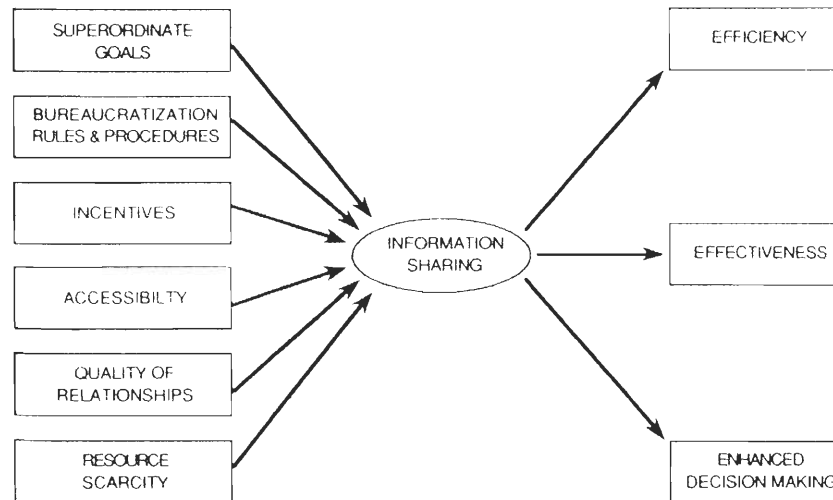 SUPERORDINATE
GOALS
BUREAUCRATIZATION
RULES & PROCEDURES
INCENTIVES
ACCESSIBILTY
QUALITY OF
RELATIONSHIPS
RESOURCE
SCARCITY
INFORMATION
SHARING
EFFICIENCY
EFFECTIVENESS
ENHANCED
DECISION MAKING